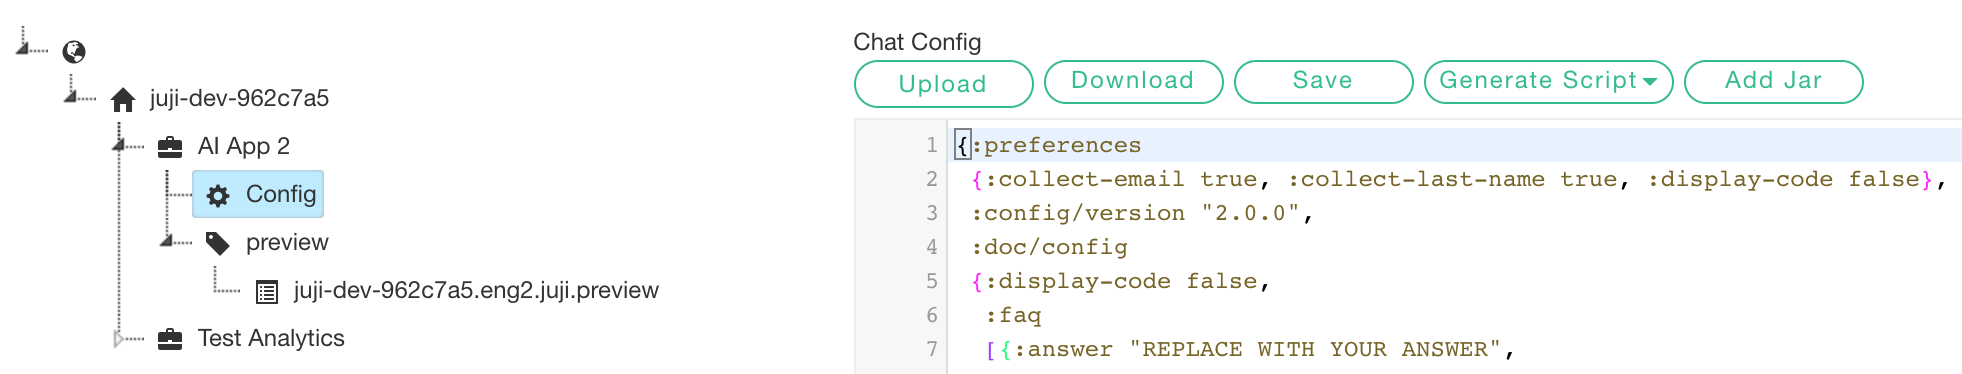 juji-dev-962c7a5
AI App 2
Config
preview
juji-dev-962c7a5.eng2.juji.preview
Test Analytics
Chat Config
Upload Download Save Generate Script Add Jar
1 {:preferences
2 {:collect-email true, :collect-last-name true, :display-code false},
3 :config/version "2.0.0",
4 :doc/config
5 {:display-code false,
6 :faq
7 [{:answer "REPLACE WITH YOUR ANSWER",